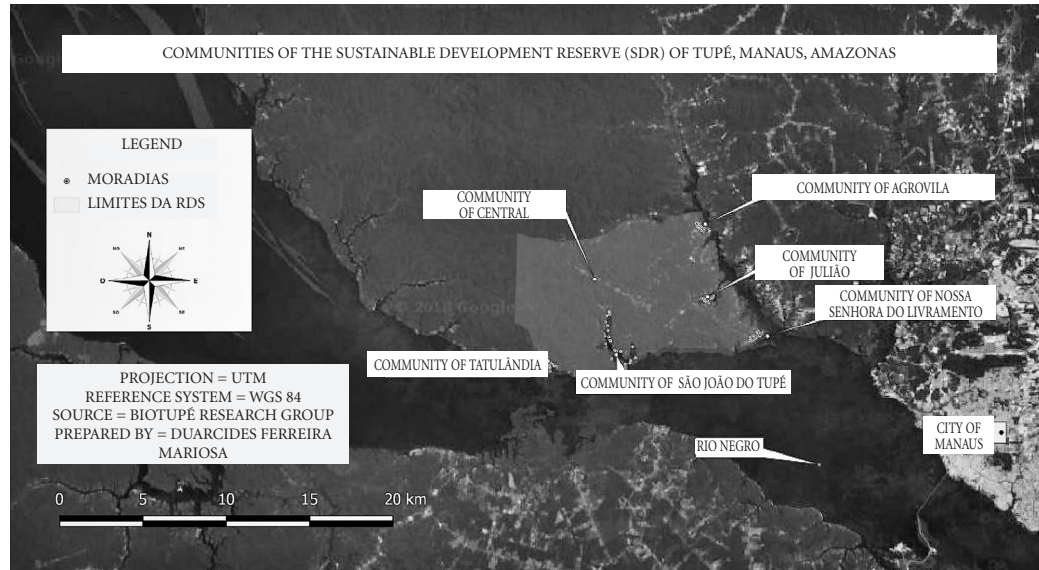 COMMUNITIES OF THE SUSTAINABLE DEVELOPMENT RESERVE (SDR) OF TUPÉ, MANAUS, AMAZONAS
LEGEND
MORADIAS
LIMITES DA RDS
N
O
E
S
COMMUNITY
OF CENTRAL
COMMUNITY OF AGROVILA
COMMUNITY
OF JULIÃO
COMMUNITY OF NOSSA
SENHORA DO LIVRAMENTO
COMMUNITY OF TATULÂNDIA
COMMUNITY OF SÃO JOÃO DO TUPÉ
PROJECTION = UTM
REFERENCE SYSTEM = WGS 84
SOURCE = BIOTUPÉ RESEARCH GROUP
PREPARED BY = DUARCIDES FERREIRA
MARIOSA
RIO NEGRO
CITY OF
MANAUS
0 5 10 15 20 km